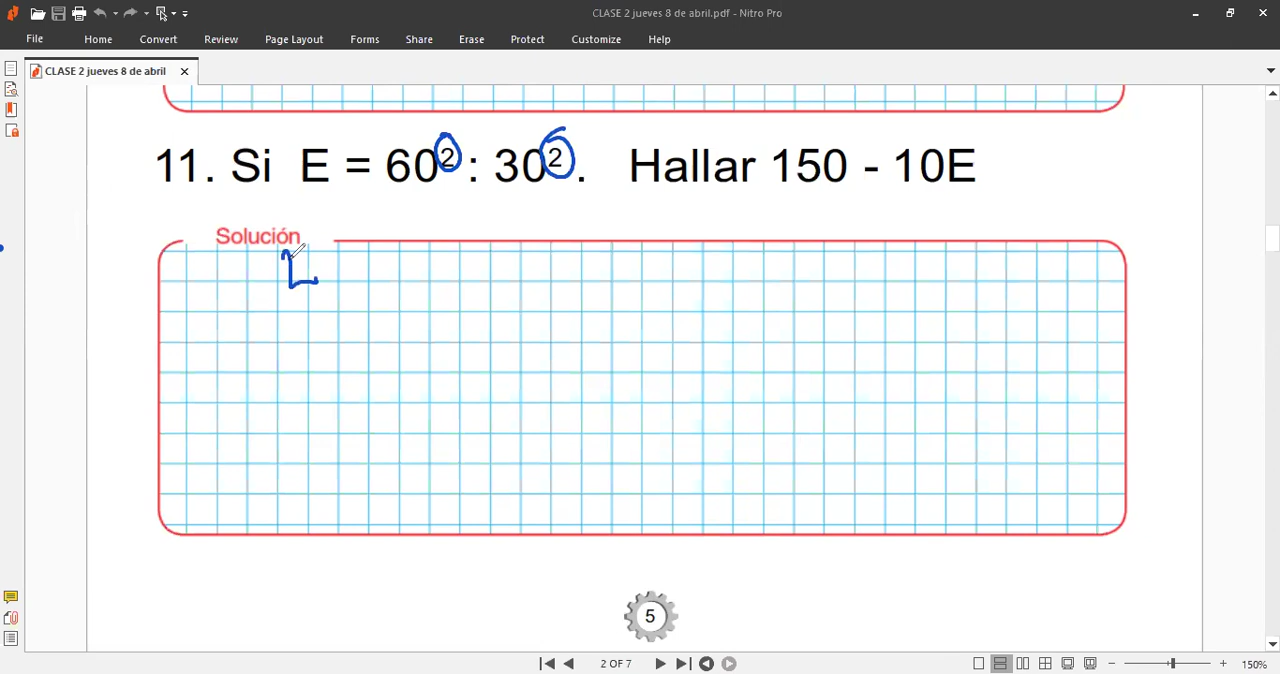 CLASE 2 jueves 8 de abril.pdf - Nitro Pro
File Home Convert Review Page Layout Forms Share Erase Protect Customize Help
CLASE 2 jueves 8 de abril
11. Si E = 60² : 30². Hallar 150 - 10E
Solución
5
2 OF 7
150%